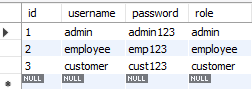 id username password role
1 admin admin123 admin
2 employee emp123 employee
3 customer cust123 customer
NULL NULL NULL NULL